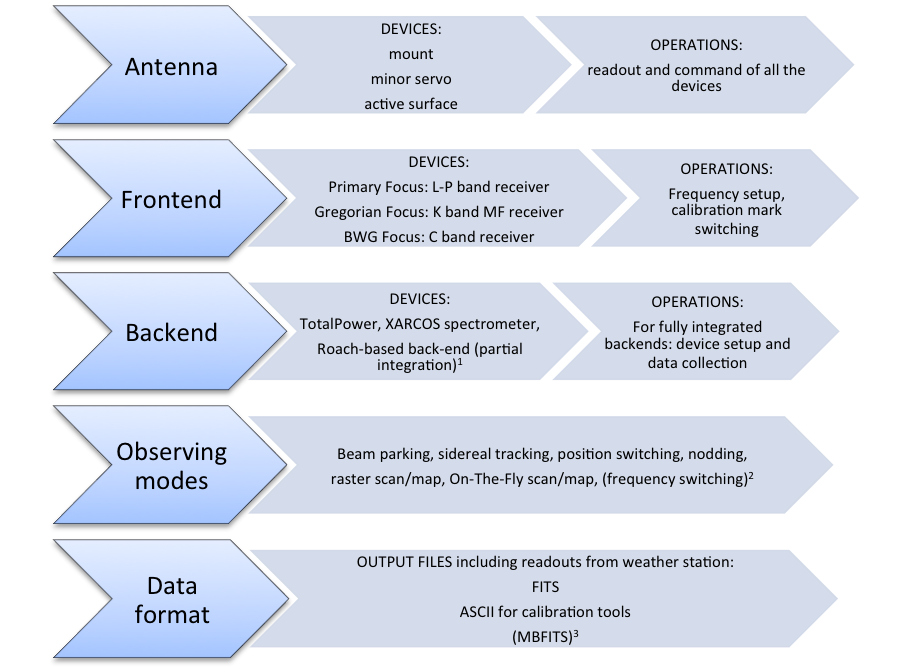 Antenna
DEVICES:
mount
minor servo
active surface
OPERATIONS:
readout and command of all the
devices
Frontend
DEVICES:
Primary Focus: L-P band receiver
Gregorian Focus: K band MF receiver
BWG Focus: C band receiver
OPERATIONS:
Frequency setup,
calibration mark
switching
Backend
DEVICES:
TotalPower, XARCOS spectrometer,
Roach-based back-end (partial
integration)¹
OPERATIONS:
For fully integrated
backends: device setup and
data collection
Observing
modes
Beam parking, sidereal tracking, position switching, nodding,
raster scan/map, On-The-Fly scan/map, (frequency switching)²
Data
format
OUTPUT FILES including readouts from weather station:
FITS
ASCII for calibration tools
(MBFITS)³